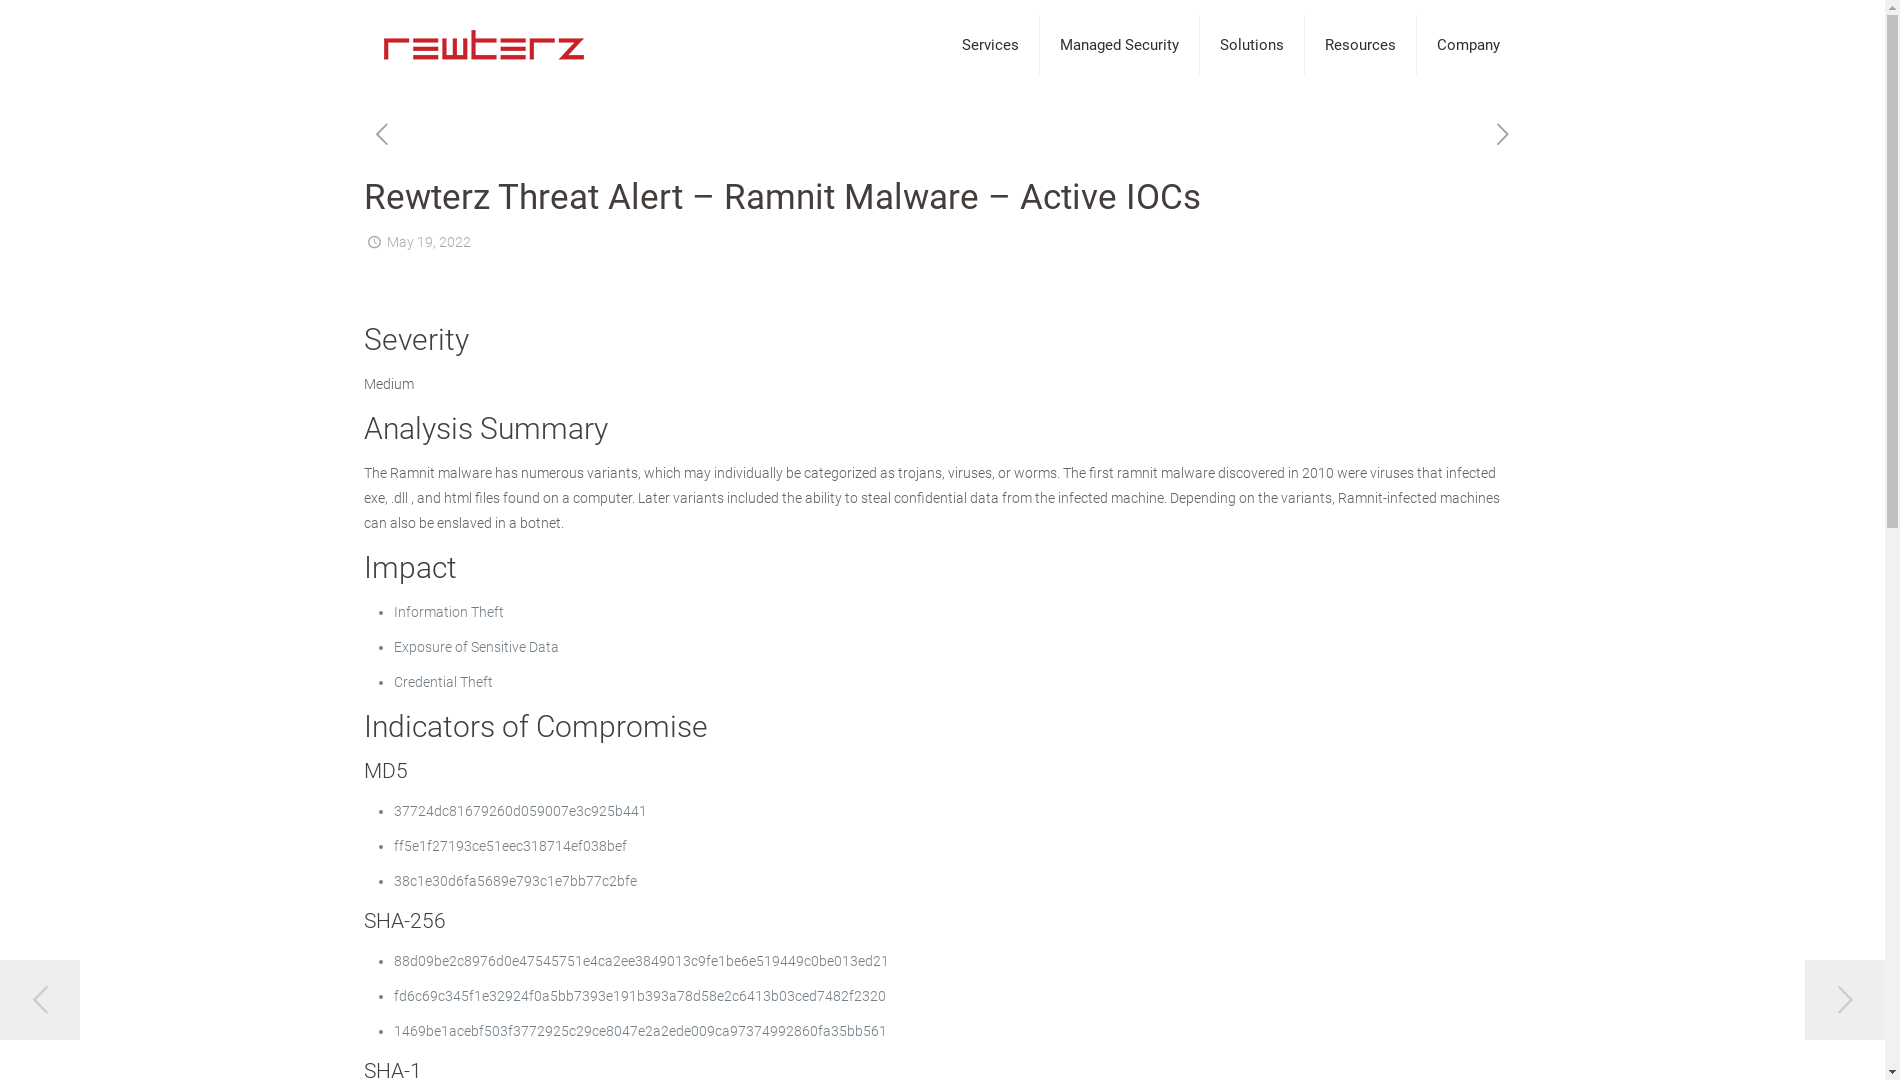 rewterz
Services
Managed Security
Solutions
Resources
Company
Rewterz Threat Alert – Ramnit Malware – Active IOCs
May 19, 2022
Severity
Medium
Analysis Summary
The Ramnit malware has numerous variants, which may individually be categorized as trojans, viruses, or worms. The first ramnit malware discovered in 2010 were viruses that infected
exe, .dll , and html files found on a computer. Later variants included the ability to steal confidential data from the infected machine. Depending on the variants, Ramnit-infected machines
can also be enslaved in a botnet.
Impact
• Information Theft
• Exposure of Sensitive Data
• Credential Theft
Indicators of Compromise
MD5
• 37724dc81679260d059007e3c925b441
• ff5e1f27193ce51eec318714ef038bef
• 38c1e30d6fa5689e793c1e7bb77c2bfe
SHA-256
• 88d09be2c8976d0e47545751e4ca2ee3849013c9fe1be6e519449c0be013ed21
• fd6c69c345f1e32924f0a5bb7393e191b393a78d58e2c6413b03ced7482f2320
• 1469be1acebf503f3772925c29ce8047e2a2ede009ca97374992860fa35bb561
SHA-1